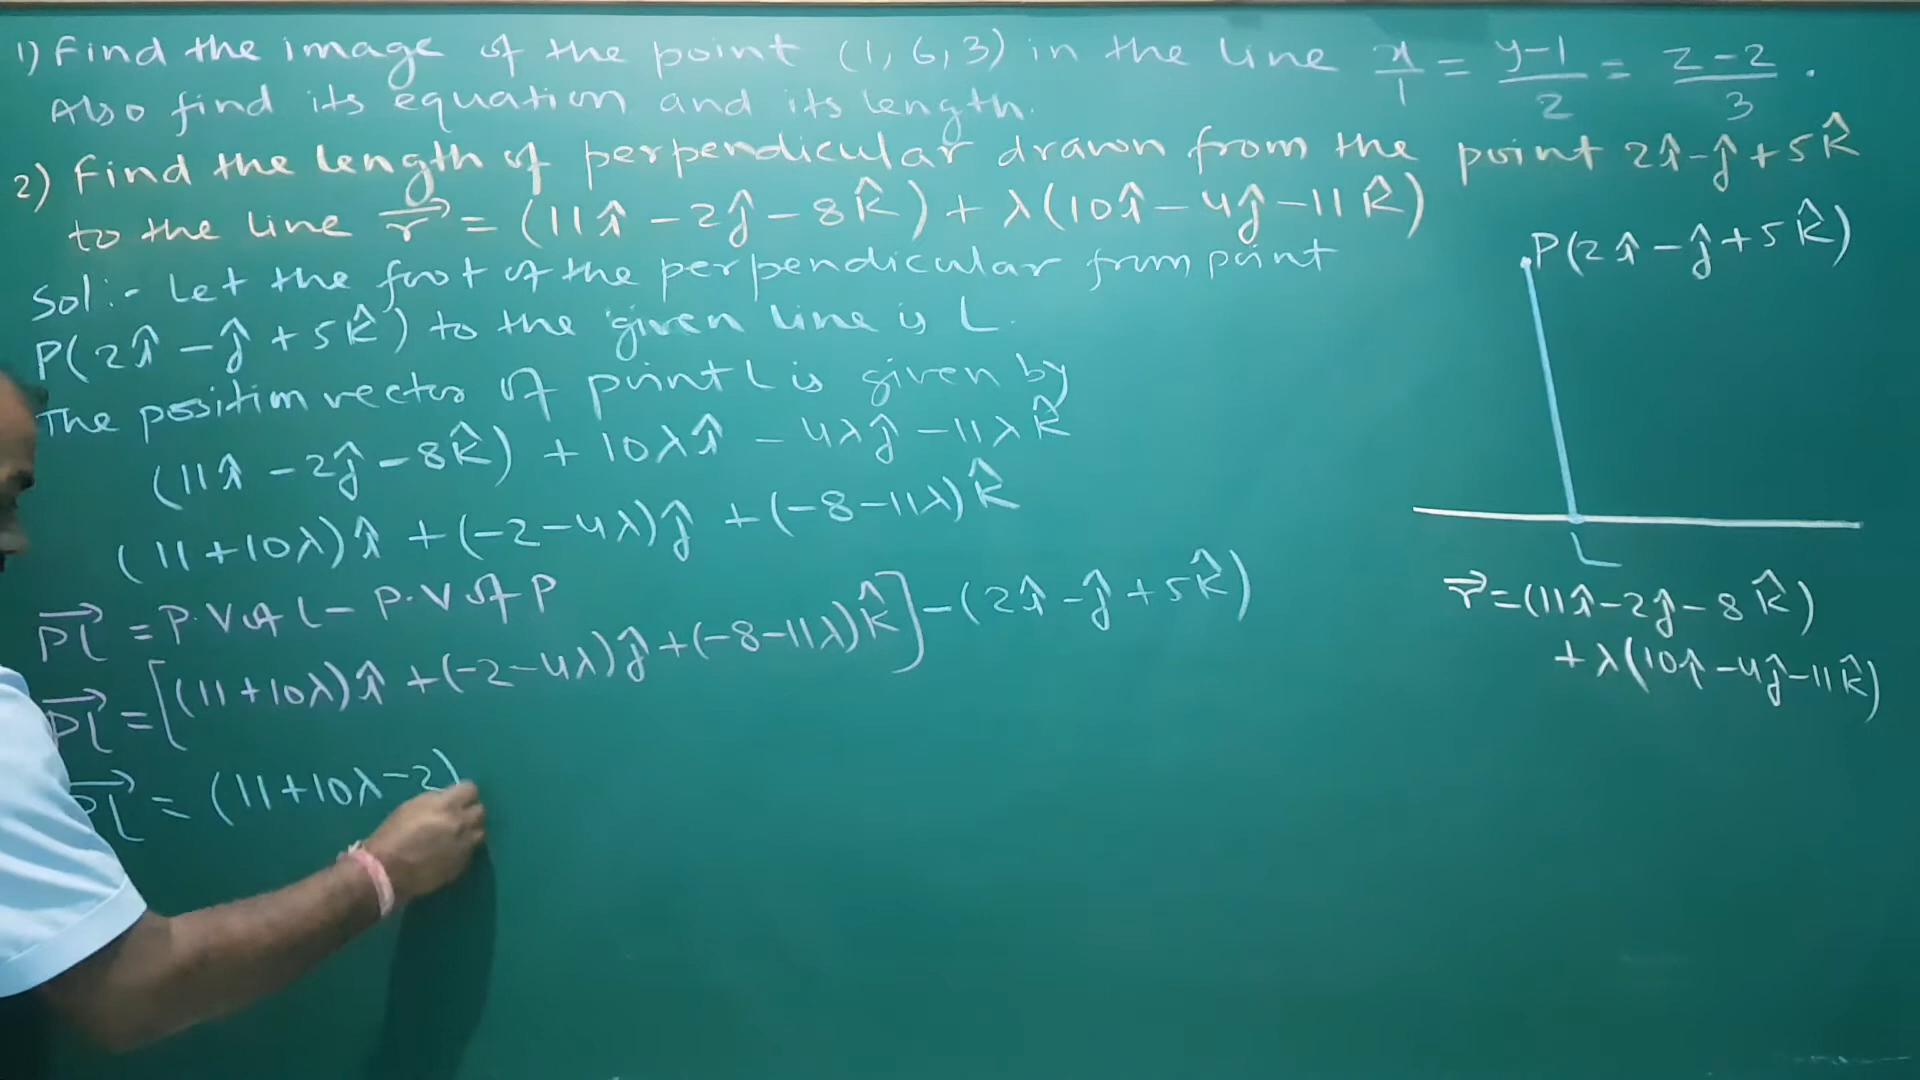 1) Find the image of the point (1, 6, 3) in the line x/1 = y-1/2 = z-2/3 .
Also find its equation and its length.
2) Find the length of perpendicular drawn from the point 2î-ĵ+5k̂
to the line r⃗ = (11î-2ĵ-8k̂)+λ(10î-4ĵ-11k̂)
Sol:- Let the foot of the perpendicular from point
P(2î-ĵ+5k̂) to the given line is L.
The position vector of point L is given by
(11î-2ĵ-8k̂)+10λî-4λĵ-11λk̂
(11+10λ)î+(-2-4λ)ĵ+(-8-11λ)k̂
PL⃗ = P.V of L - P.V of P
PL⃗ = [(11+10λ)î+(-2-4λ)ĵ+(-8-11λ)k̂]-(2î-ĵ+5k̂)
PL⃗ = (11+10λ-2)
P(2î-ĵ+5k̂)
L
r⃗=(11î-2ĵ-8k̂)
+λ(10î-4ĵ-11k̂)